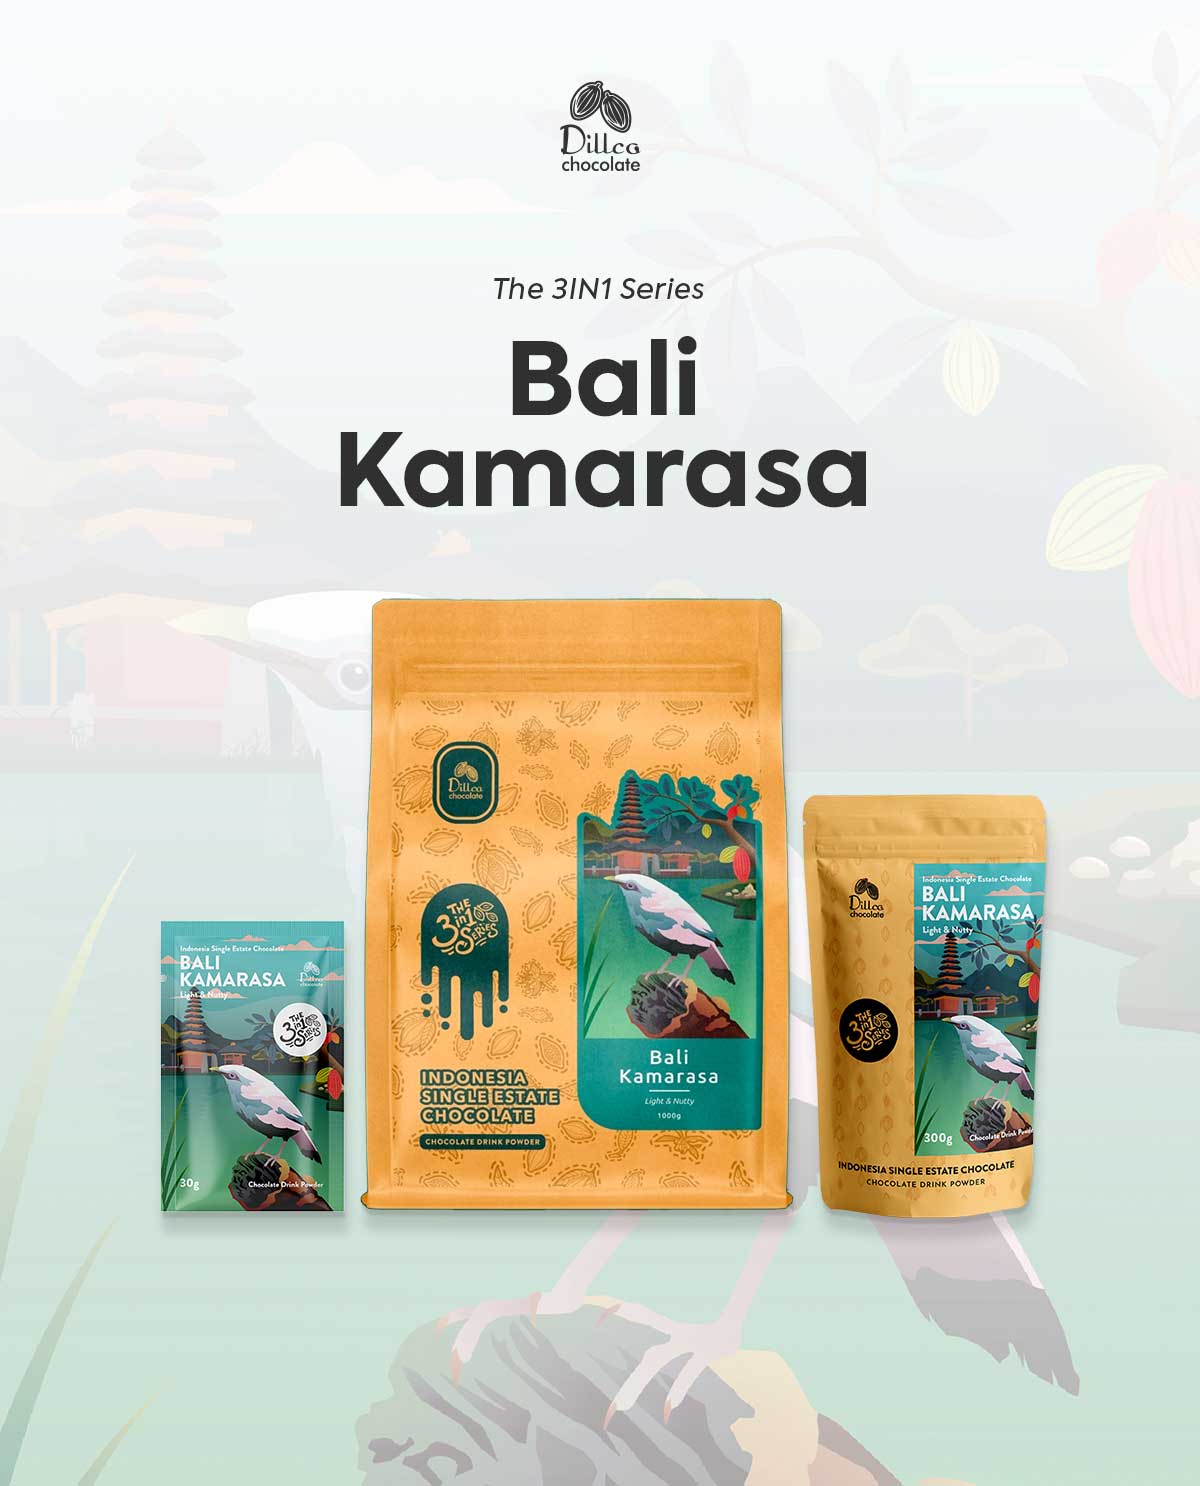 Dillco
chocolate
The 3IN1 Series
Bali
Kamarasa
Indonesia Single Estate Chocolate
BALI
KAMARASA
Light & Nutty
Dillco
chocolate
THE
3in1
SERIES
30g
Chocolate Drink Powder
Dillco
chocolate
THE
3in1
SERIES
INDONESIA
SINGLE ESTATE
CHOCOLATE
CHOCOLATE DRINK POWDER
Bali
Kamarasa
Light & Nutty
1000g
Dillco
chocolate
Indonesia Single Estate Chocolate
BALI
KAMARASA
Light & Nutty
THE
3in1
SERIES
300g
Chocolate Drink Powde
INDONESIA SINGLE ESTATE CHOCOLATE
CHOCOLATE DRINK POWDER